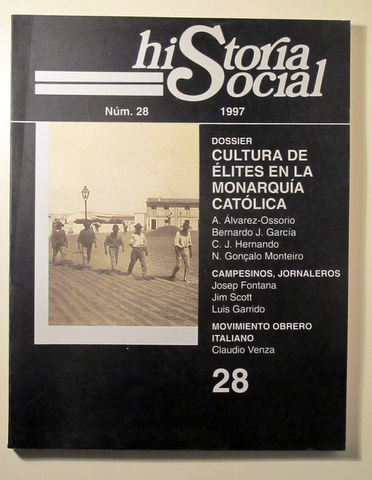 hiStoria
Social
Núm. 28 1997
DOSSIER
CULTURA DE
ÉLITES EN LA
MONARQUÍA
CATÓLICA
A. Álvarez-Ossorio
Bernardo J. García
C. J. Hernando
N. Gonçalo Monteiro
CAMPESINOS, JORNALEROS
Josep Fontana
Jim Scott
Luis Garrido
MOVIMIENTO OBRERO
ITALIANO
Claudio Venza
28